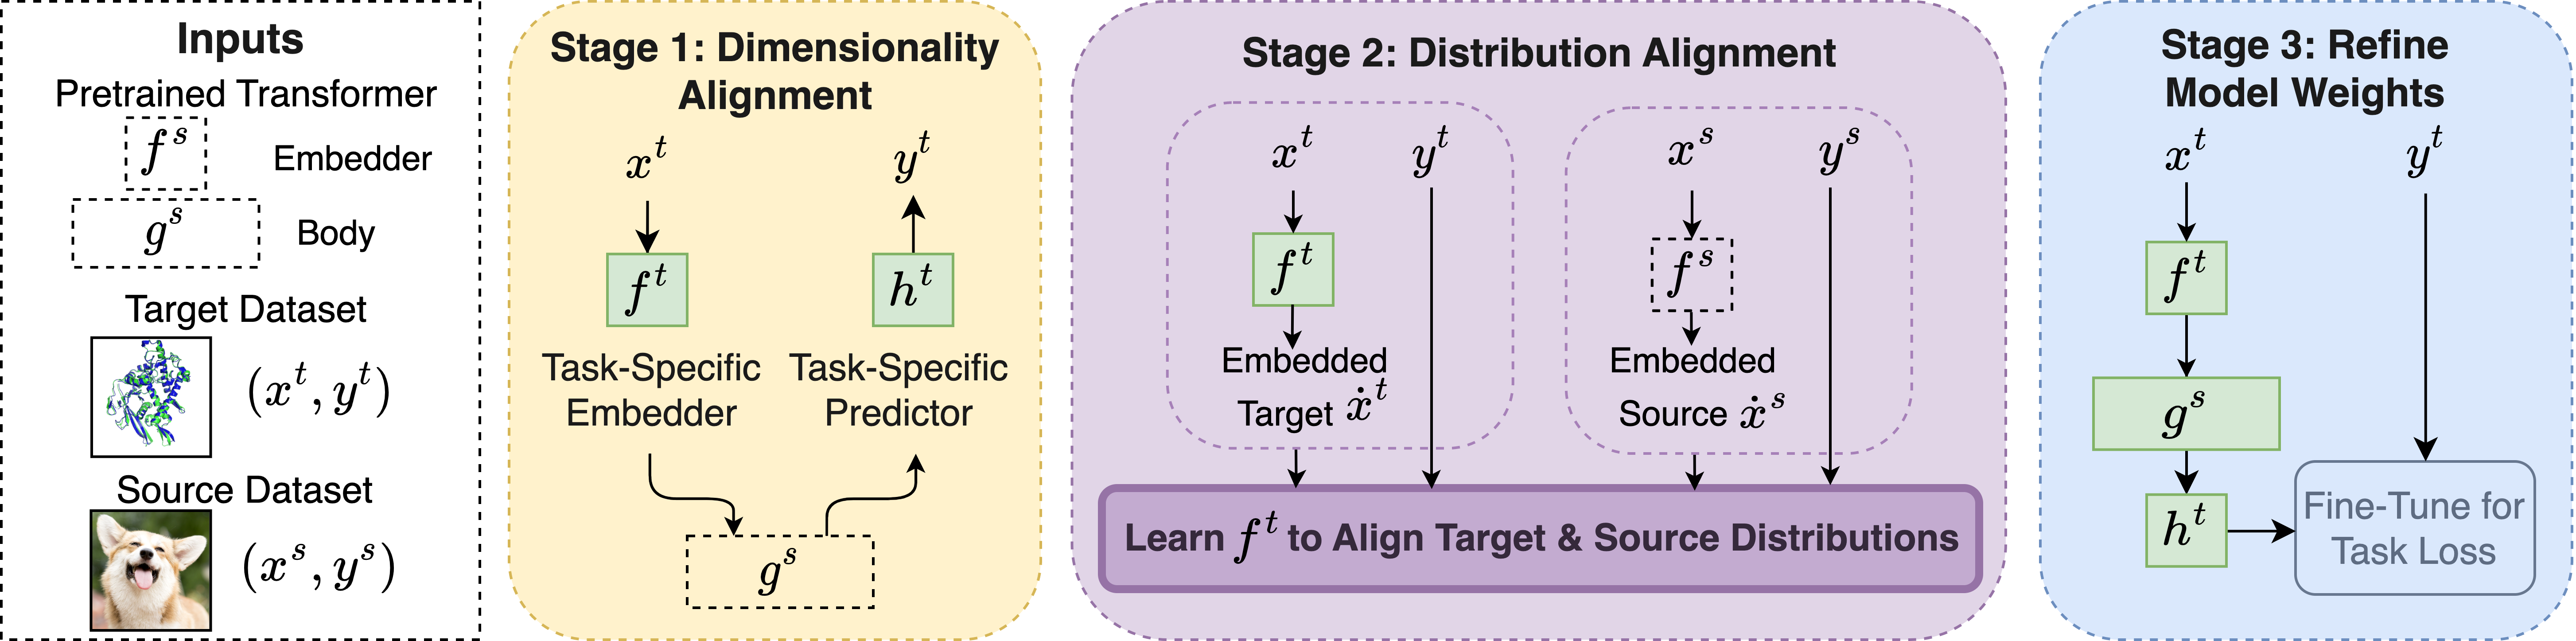 Inputs
Pretrained Transformer
f^s
Embedder
g^s
Body
Target Dataset
(x^t, y^t)
Source Dataset
(x^s, y^s)
Stage 1: Dimensionality
Alignment
x^t
y^t
f^t
h^t
Task-Specific
Embedder
Task-Specific
Predictor
g^s
Stage 2: Distribution Alignment
x^t
y^t
f^t
Embedded
Target ẋ^t
x^s
y^s
f^s
Embedded
Source ẋ^s
Learn f^t to Align Target & Source Distributions
Stage 3: Refine
Model Weights
x^t
y^t
f^t
g^s
h^t
Fine-Tune for
Task Loss